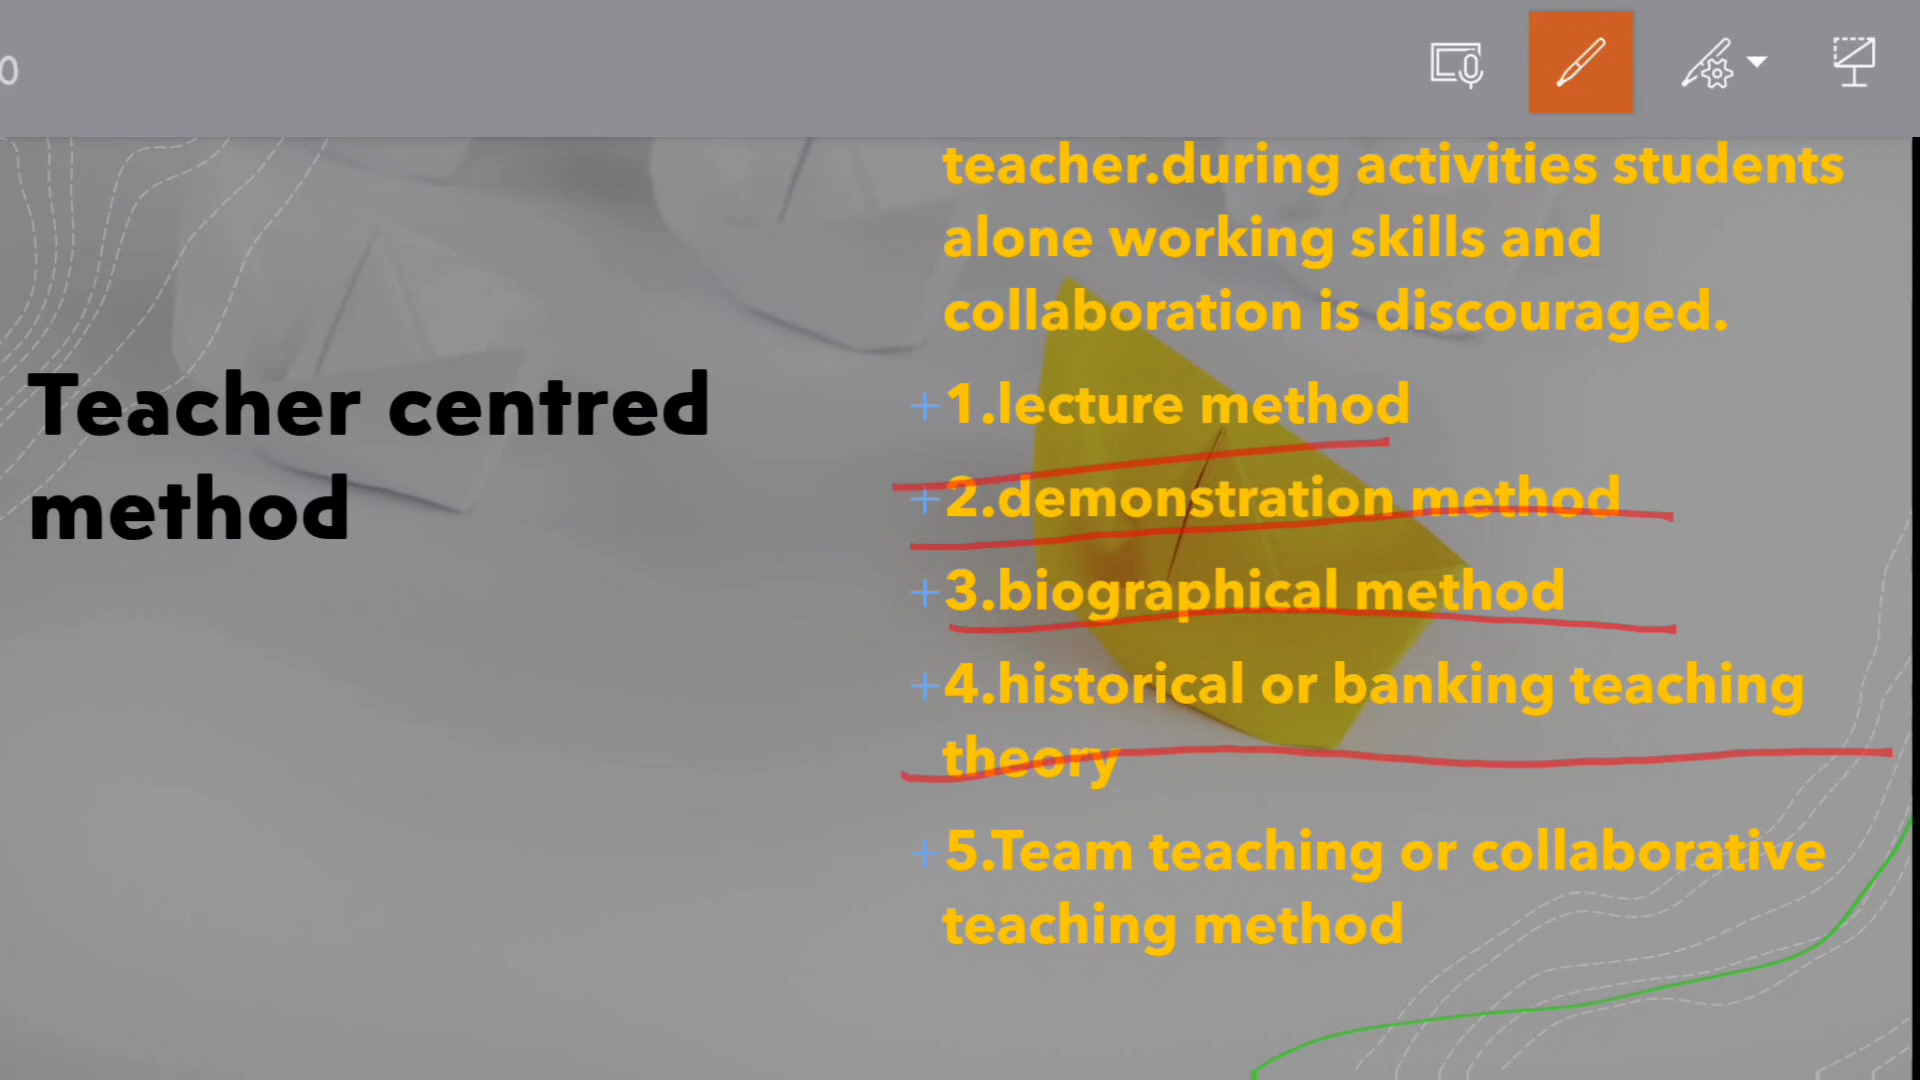 0
Teacher centred
method
teacher.during activities students
alone working skills and
collaboration is discouraged.
+1.lecture method
+2.demonstration method
+3.biographical method
+4.historical or banking teaching
theory
+5.Team teaching or collaborative
teaching method